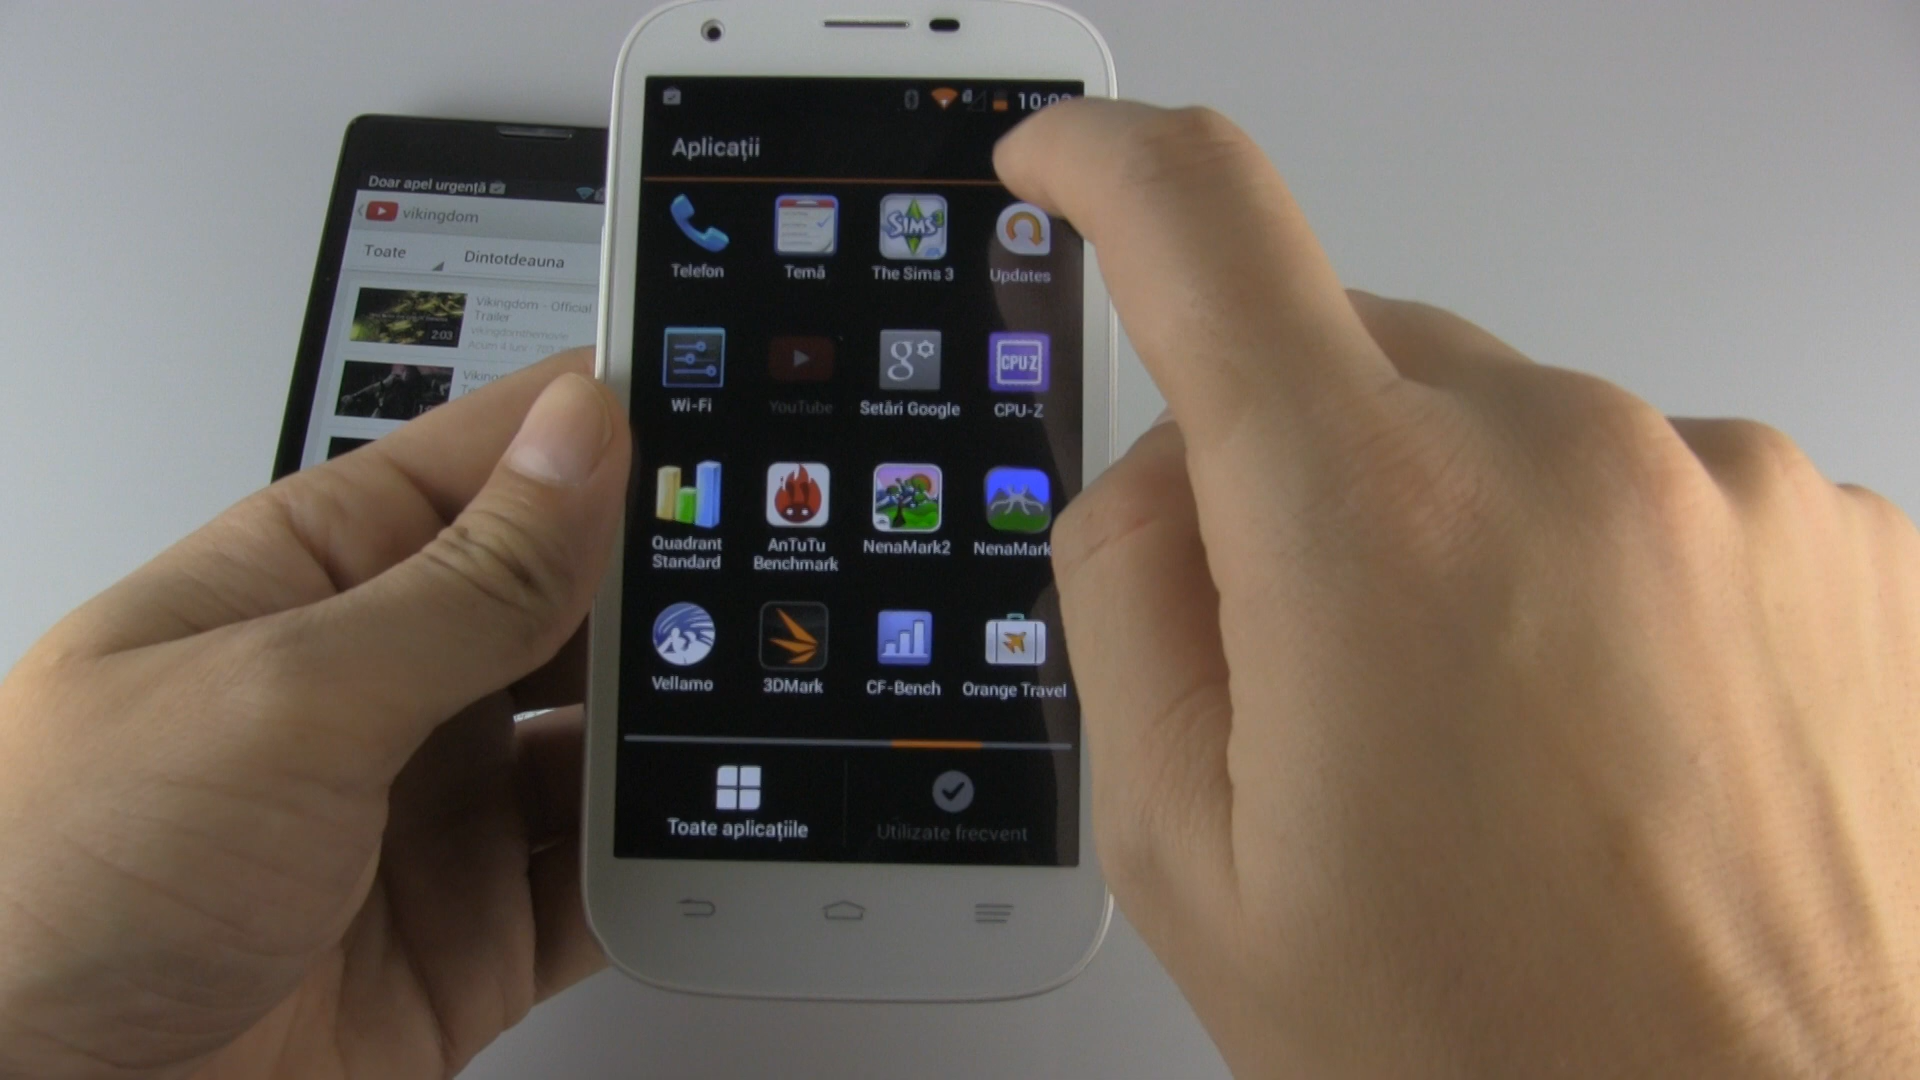 Doar apel urgență
vikingdom
Toate
Dintotdeauna
Vikingdom - Official
Trailer
vikingdomthemovie
2:03
Aplicații
Telefon
Temă
The Sims 3
Updates
Wi-Fi
YouTube
Setări Google
CPU-Z
Quadrant
Standard
AnTuTu
Benchmark
NenaMark2
NenaMark
Vellamo
3DMark
CF-Bench
Orange Travel
Toate aplicațiile
Utilizate frecvent